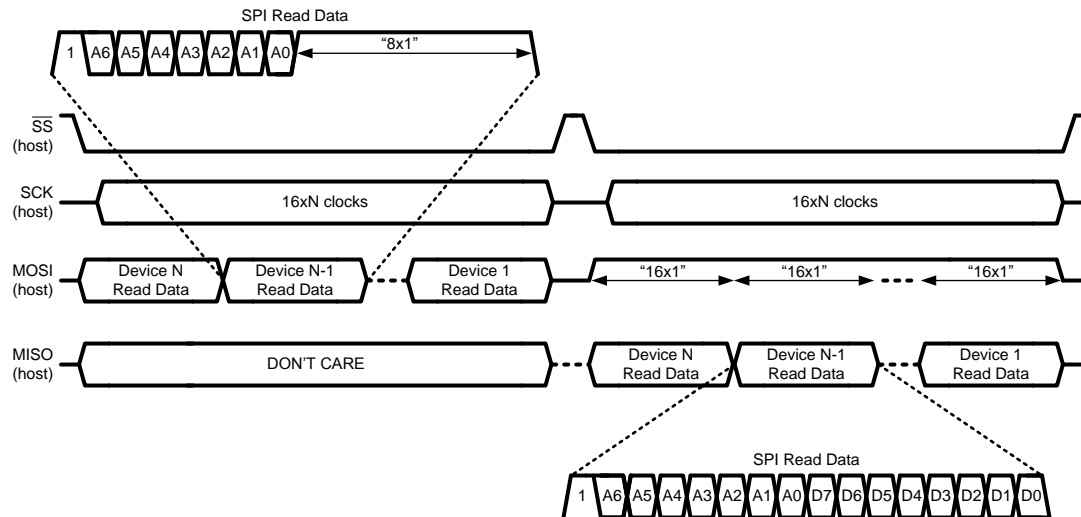 SPI Read Data
1 A6 A5 A4 A3 A2 A1 A0 “8x1”
SS
(host)
SCK
(host)
16xN clocks 16xN clocks
MOSI
(host)
Device N
Read Data
Device N-1
Read Data
Device 1
Read Data
“16x1” “16x1” “16x1”
MISO
(host)
DON’T CARE
Device N
Read Data
Device N-1
Read Data
Device 1
Read Data
SPI Read Data
1 A6 A5 A4 A3 A2 A1 A0 D7 D6 D5 D4 D3 D2 D1 D0